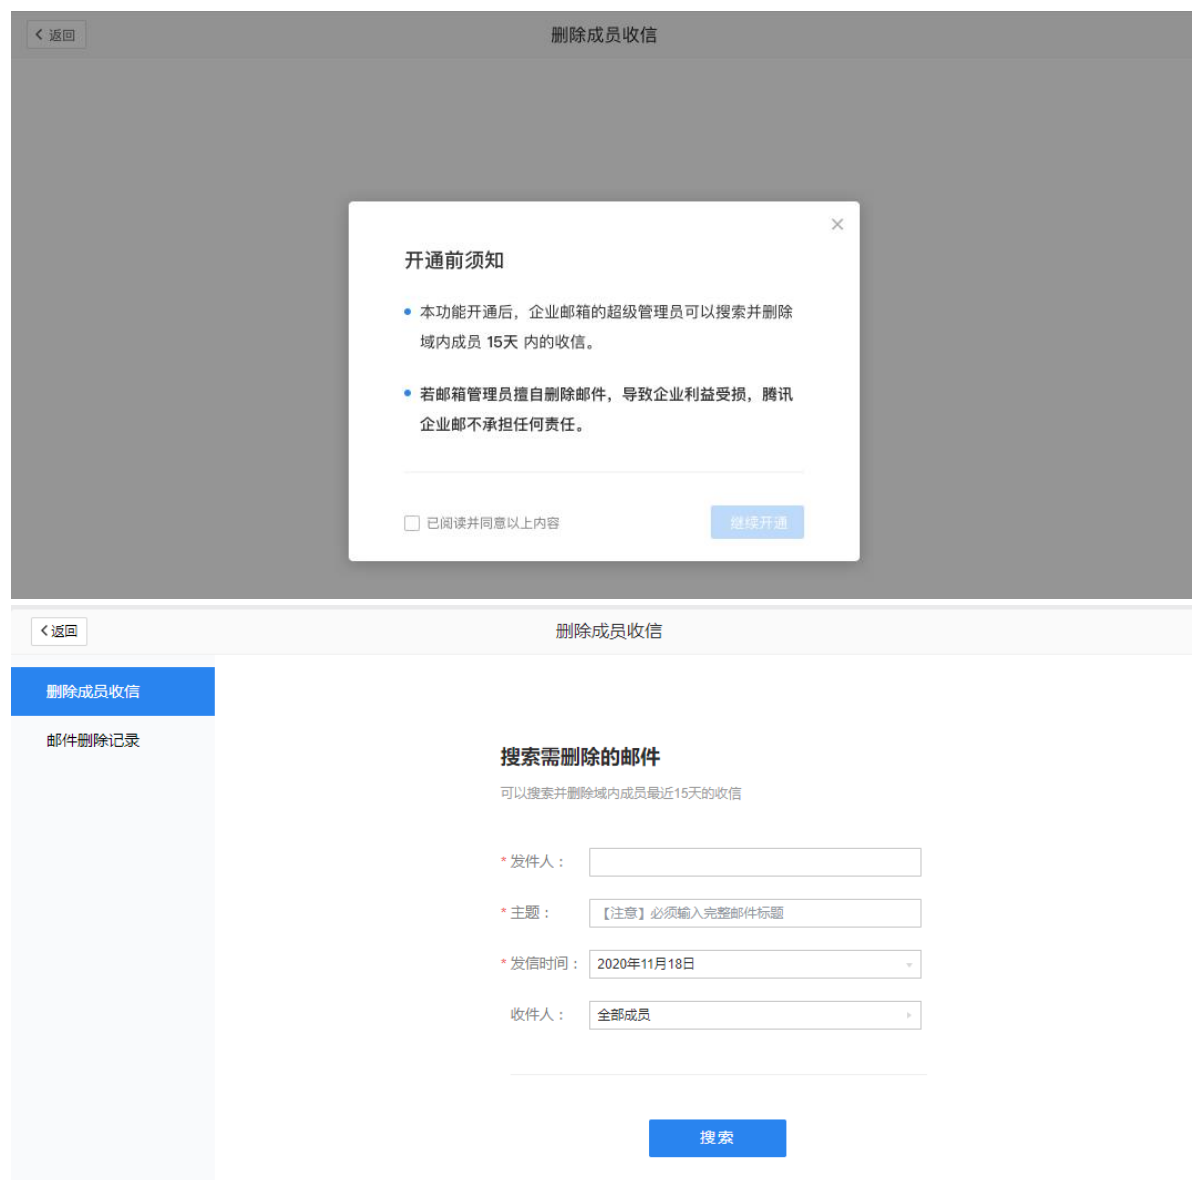 返回
删除成员收信
开通前须知
本功能开通后，企业邮箱的超级管理员可以搜索并删除
域内成员 15天 内的收信。
若邮箱管理员擅自删除邮件，导致企业利益受损，腾讯
企业邮不承担任何责任。
已阅读并同意以上内容
继续开通
返回
删除成员收信
删除成员收信
邮件删除记录
搜索需删除的邮件
可以搜索并删除域内成员最近15天的收信
* 发件人：
* 主题： 【注意】必须输入完整邮件标题
* 发信时间： 2020年11月18日
收件人： 全部成员
搜索